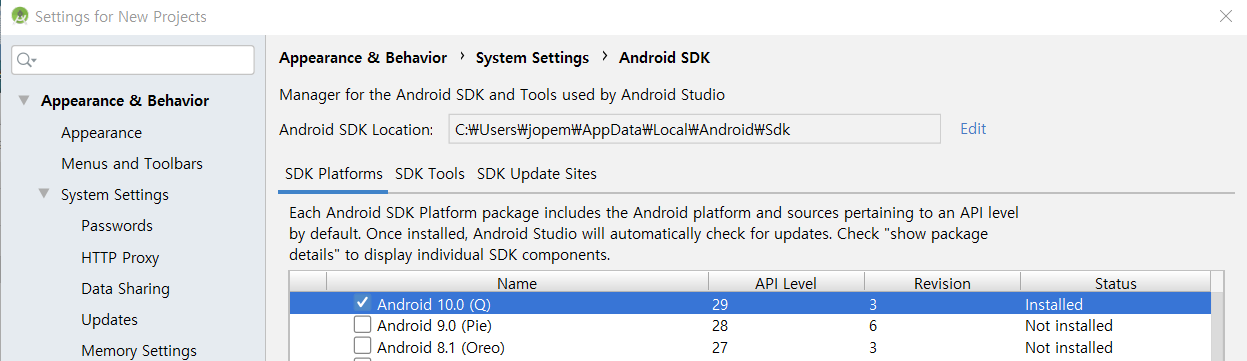 Settings for New Projects
Appearance & Behavior
Appearance
Menus and Toolbars
System Settings
Passwords
HTTP Proxy
Data Sharing
Updates
Memory Settings
Appearance & Behavior › System Settings › Android SDK
Manager for the Android SDK and Tools used by Android Studio
Android SDK Location: C:₩Users₩jopem₩AppData₩Local₩Android₩Sdk Edit
SDK Platforms SDK Tools SDK Update Sites
Each Android SDK Platform package includes the Android platform and sources pertaining to an API level
by default. Once installed, Android Studio will automatically check for updates. Check "show package
details" to display individual SDK components.
Name API Level Revision Status
Android 10.0 (Q) 29 3 Installed
Android 9.0 (Pie) 28 6 Not installed
Android 8.1 (Oreo) 27 3 Not installed